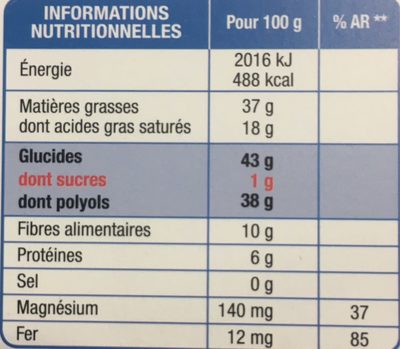 INFORMATIONS
NUTRITIONNELLES
Pour 100 g
% AR **
Énergie
2016 kJ
488 kcal
Matières grasses 37 g
dont acides gras saturés 18 g
Glucides 43 g
dont sucres 1 g
dont polyols 38 g
Fibres alimentaires 10 g
Protéines 6 g
Sel 0 g
Magnésium 140 mg 37
Fer 12 mg 85